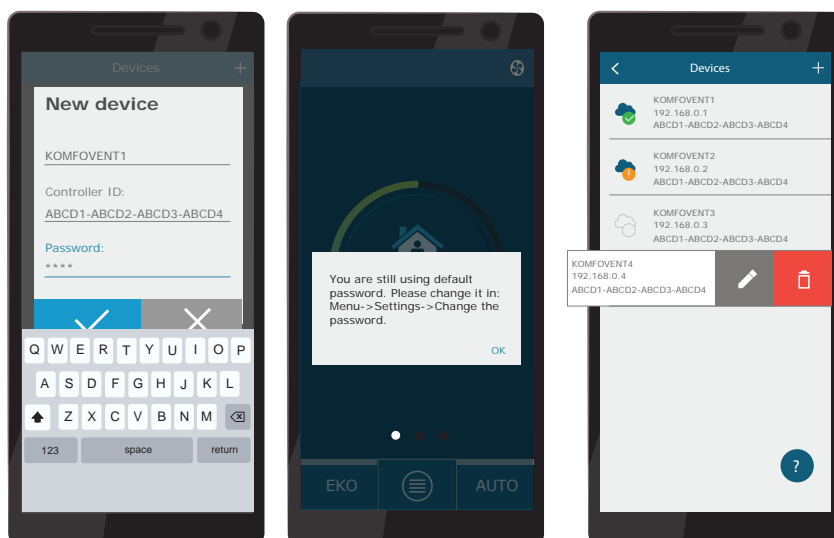 Devices +
New device
KOMFOVENT1
Controller ID:
ABCD1-ABCD2-ABCD3-ABCD4
Password:
****
Q W E R T Y U I O P
A S D F G H J K L
Z X C V B N M
123 space return
You are still using default
password. Please change it in:
Menu->Settings->Change the
password.
OK
EKO AUTO
Devices +
KOMFOVENT1
192.168.0.1
ABCD1-ABCD2-ABCD3-ABCD4
KOMFOVENT2
192.168.0.2
ABCD1-ABCD2-ABCD3-ABCD4
KOMFOVENT3
192.168.0.3
ABCD1-ABCD2-ABCD3-ABCD4
KOMFOVENT4
192.168.0.4
ABCD1-ABCD2-ABCD3-ABCD4
?